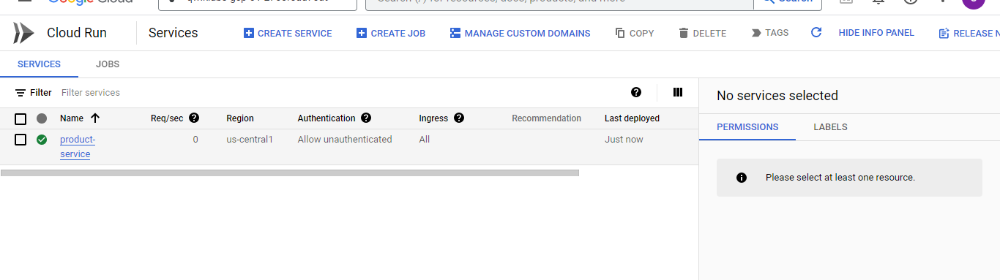 Google Cloud
Search (/) for resources, docs, products, and more
Search
Cloud Run
Services
CREATE SERVICE
CREATE JOB
MANAGE CUSTOM DOMAINS
COPY
DELETE
TAGS
HIDE INFO PANEL
RELEASE N
SERVICES
JOBS
Filter
Filter services
Name
Req/sec
Region
Authentication
Ingress
Recommendation
Last deployed
product-
service
0
us-central1
Allow unauthenticated
All
Just now
No services selected
PERMISSIONS
LABELS
Please select at least one resource.